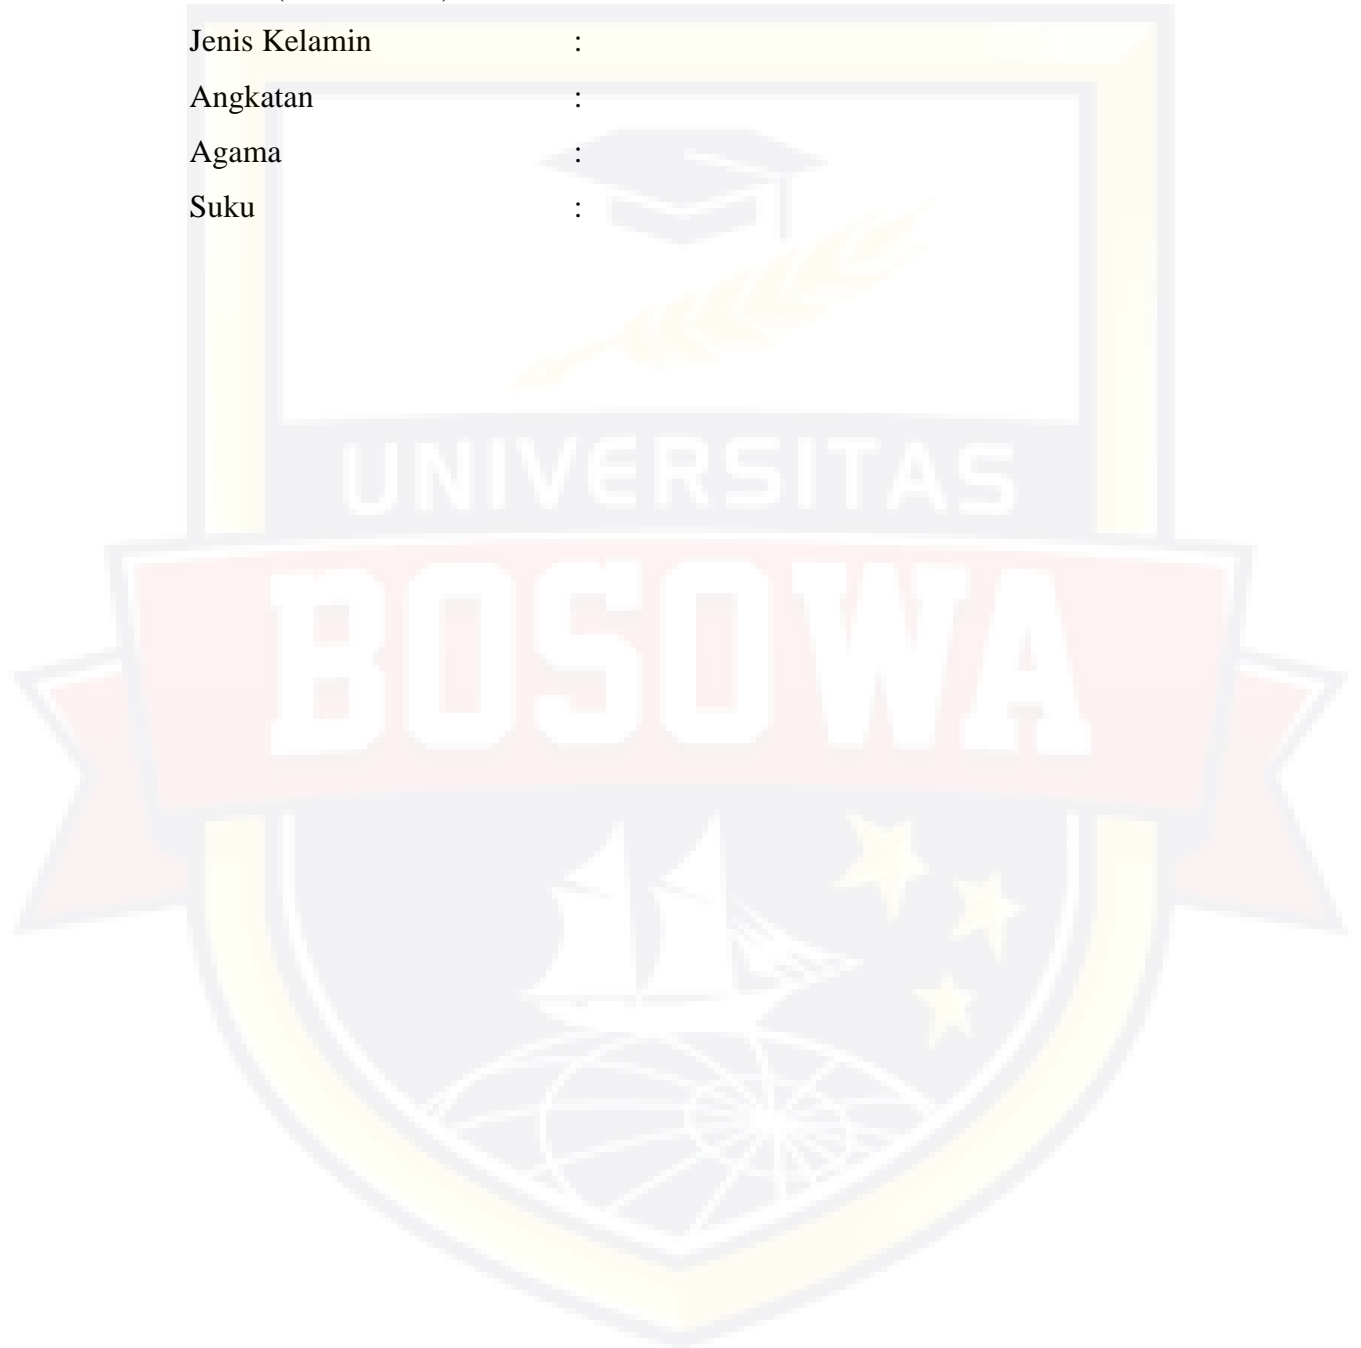 Jenis Kelamin :
Angkatan :
Agama :
Suku :
UNIVERSITAS
BOSOWA